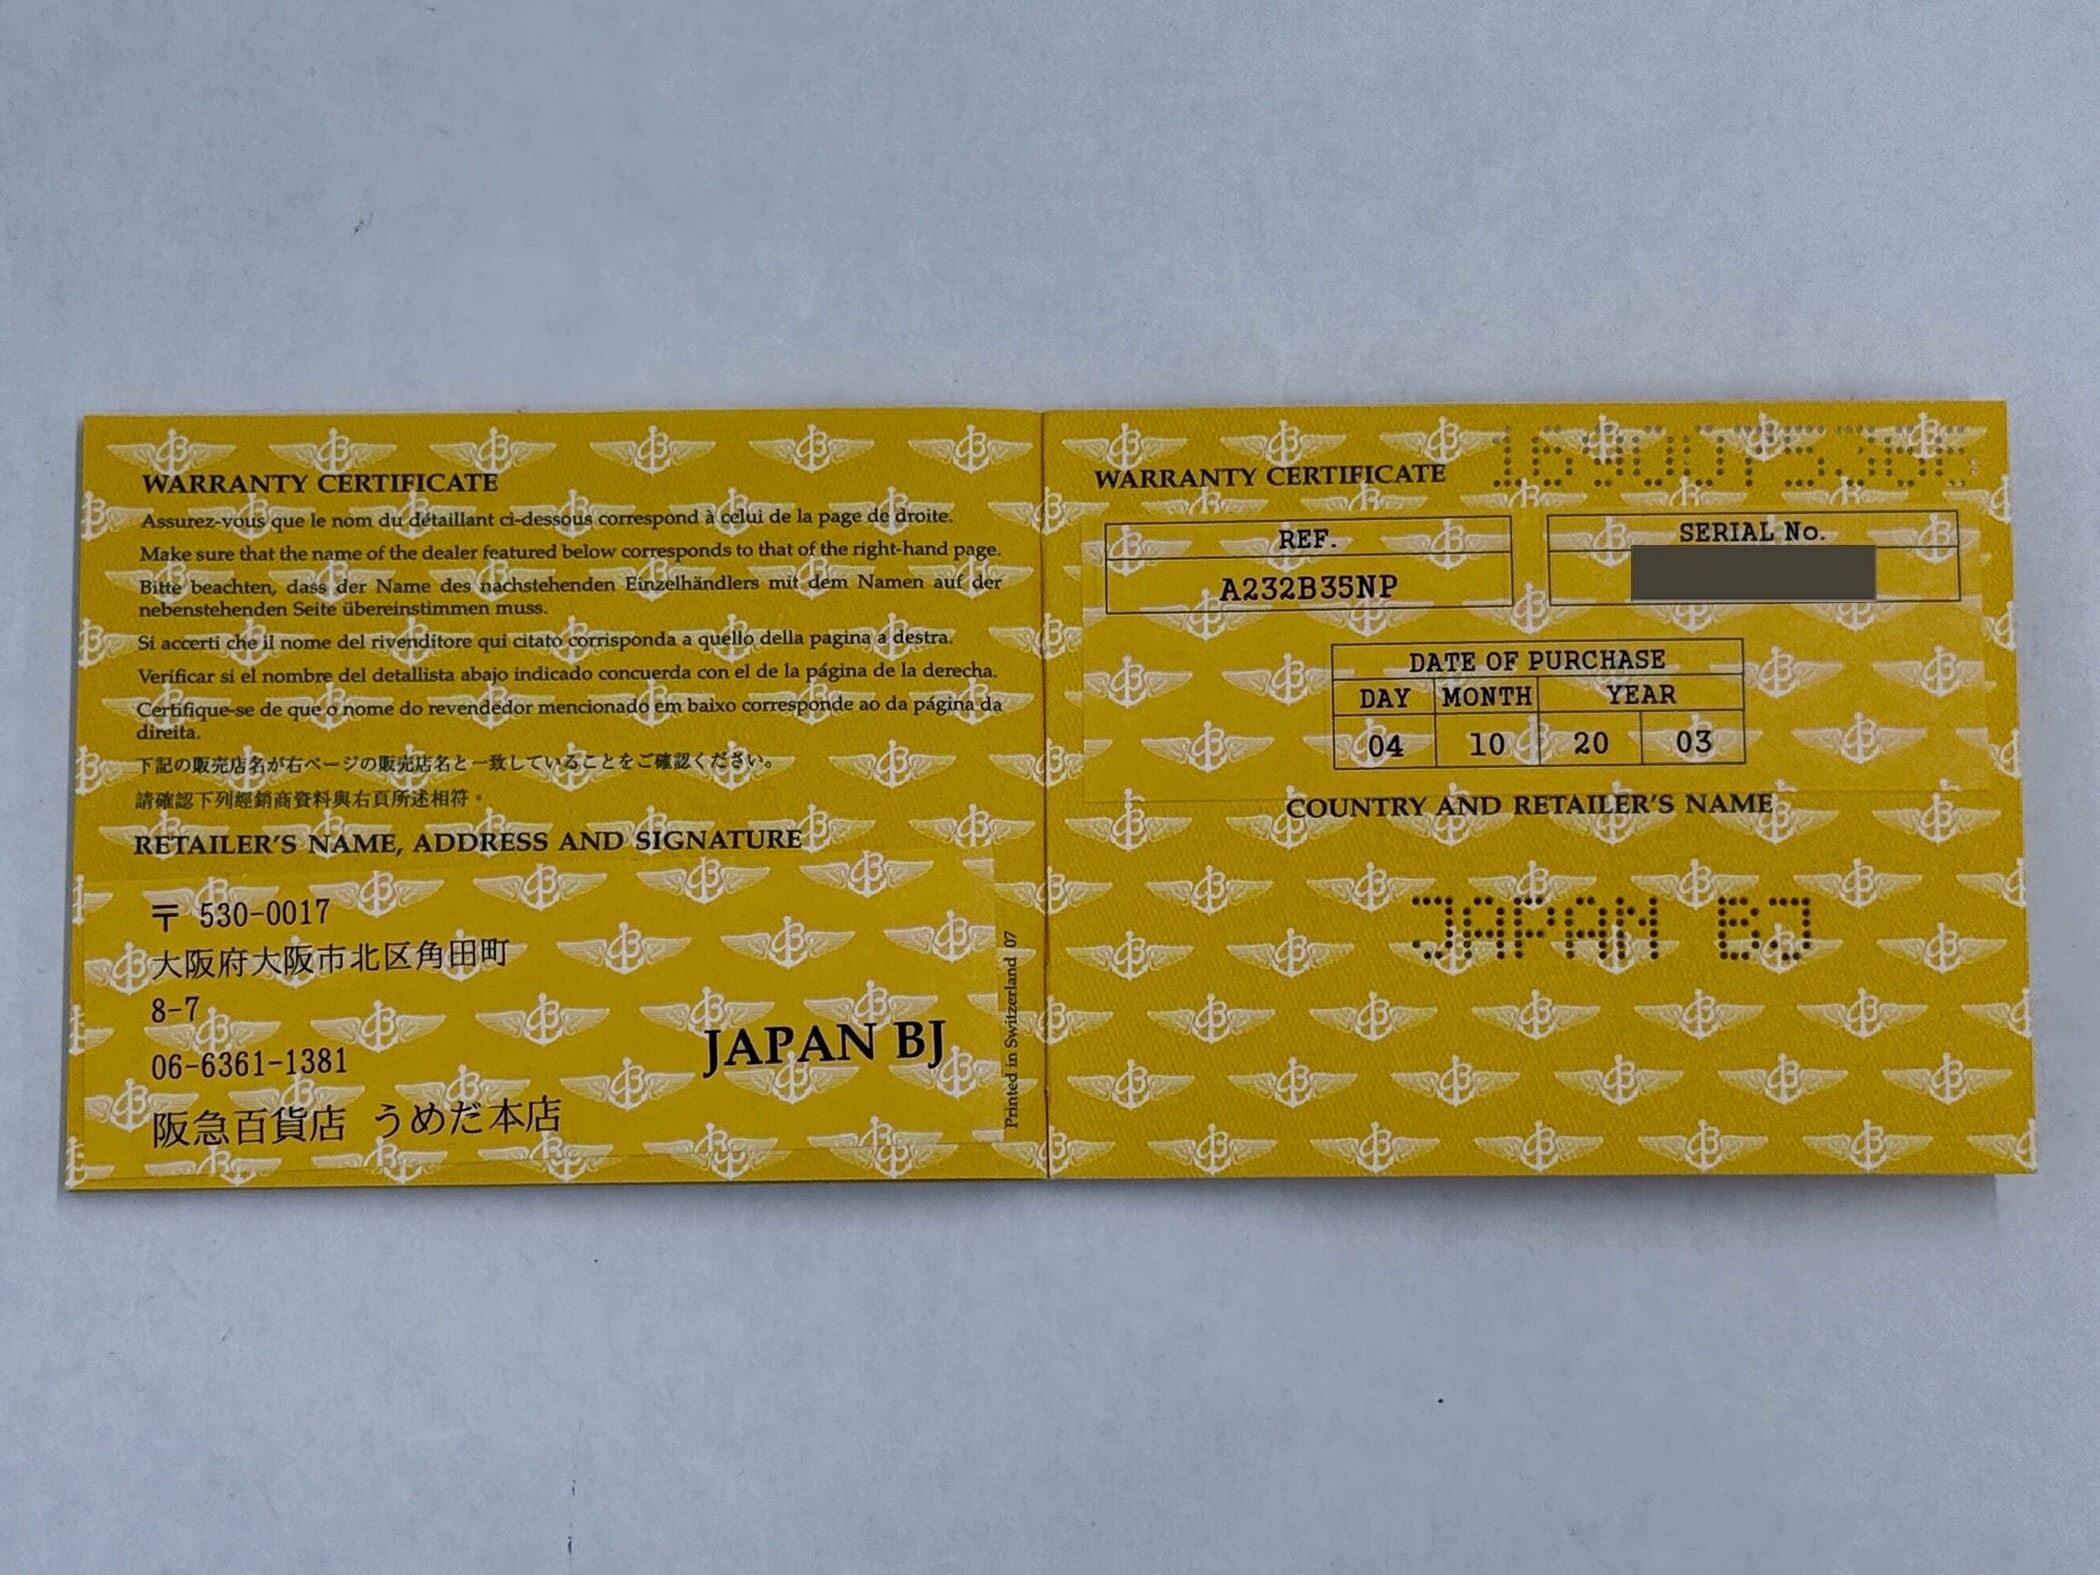 WARRANTY CERTIFICATE
Assurez-vous que le nom du détaillant ci-dessous correspond à celui de la page de droite.
Make sure that the name of the dealer featured below corresponds to that of the right-hand page.
Bitte beachten, dass der Name des nachstehenden Einzelhändlers mit dem Namen auf der
nebenstehenden Seite übereinstimmen muss.
Si accerti che il nome del rivenditore qui citato corrisponda a quello della pagina a destra.
Verificar si el nombre del detallista abajo indicado concuerda con el de la página de la derecha.
Certifique-se de que o nome do revendedor mencionado em baixo corresponde ao da página da
direita.
下記の販売店名が右ページの販売店名と一致していることをご確認ください。
請確認下列經銷商資料與右頁所述相符。
RETAILER'S NAME, ADDRESS AND SIGNATURE
〒 530-0017
大阪府大阪市北区角田町
8-7
06-6361-1381
阪急百貨店 うめだ本店
JAPAN BJ
Printed in Switzerland 07
WARRANTY CERTIFICATE
REF.
A232B35NP
SERIAL No.
DATE OF PURCHASE
DAY MONTH YEAR
04 10 20 03
COUNTRY AND RETAILER'S NAME
JAPAN BJ